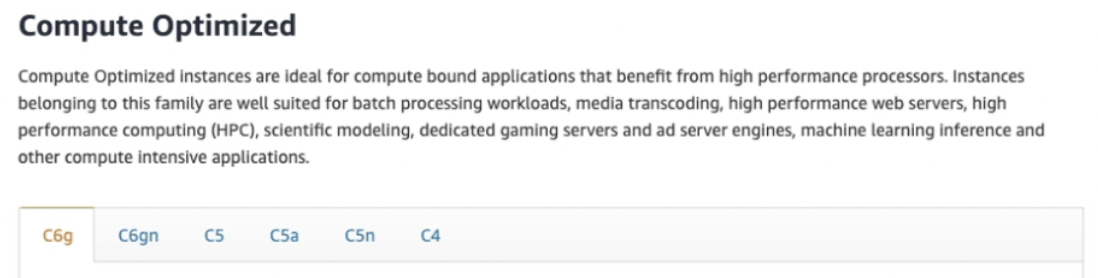 Compute Optimized
Compute Optimized instances are ideal for compute bound applications that benefit from high performance processors. Instances
belonging to this family are well suited for batch processing workloads, media transcoding, high performance web servers, high
performance computing (HPC), scientific modeling, dedicated gaming servers and ad server engines, machine learning inference and
other compute intensive applications.
C6g C6gn C5 C5a C5n C4